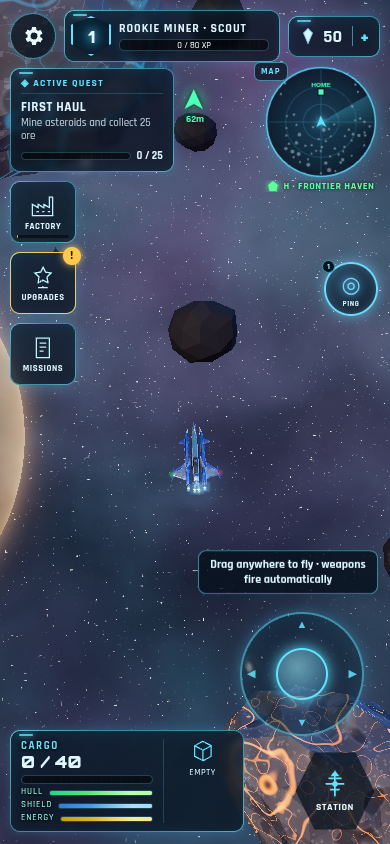 1
ROOKIE MINER · SCOUT
0 / 80 XP
50
+
MAP
ACTIVE QUEST
FIRST HAUL
Mine asteroids and collect 25
ore
0 / 25
62m
HOME
H · FRONTIER HAVEN
FACTORY
!
UPGRADES
1
PING
MISSIONS
Drag anywhere to fly · weapons
fire automatically
CARGO
0 / 40
EMPTY
HULL
SHIELD
ENERGY
STATION